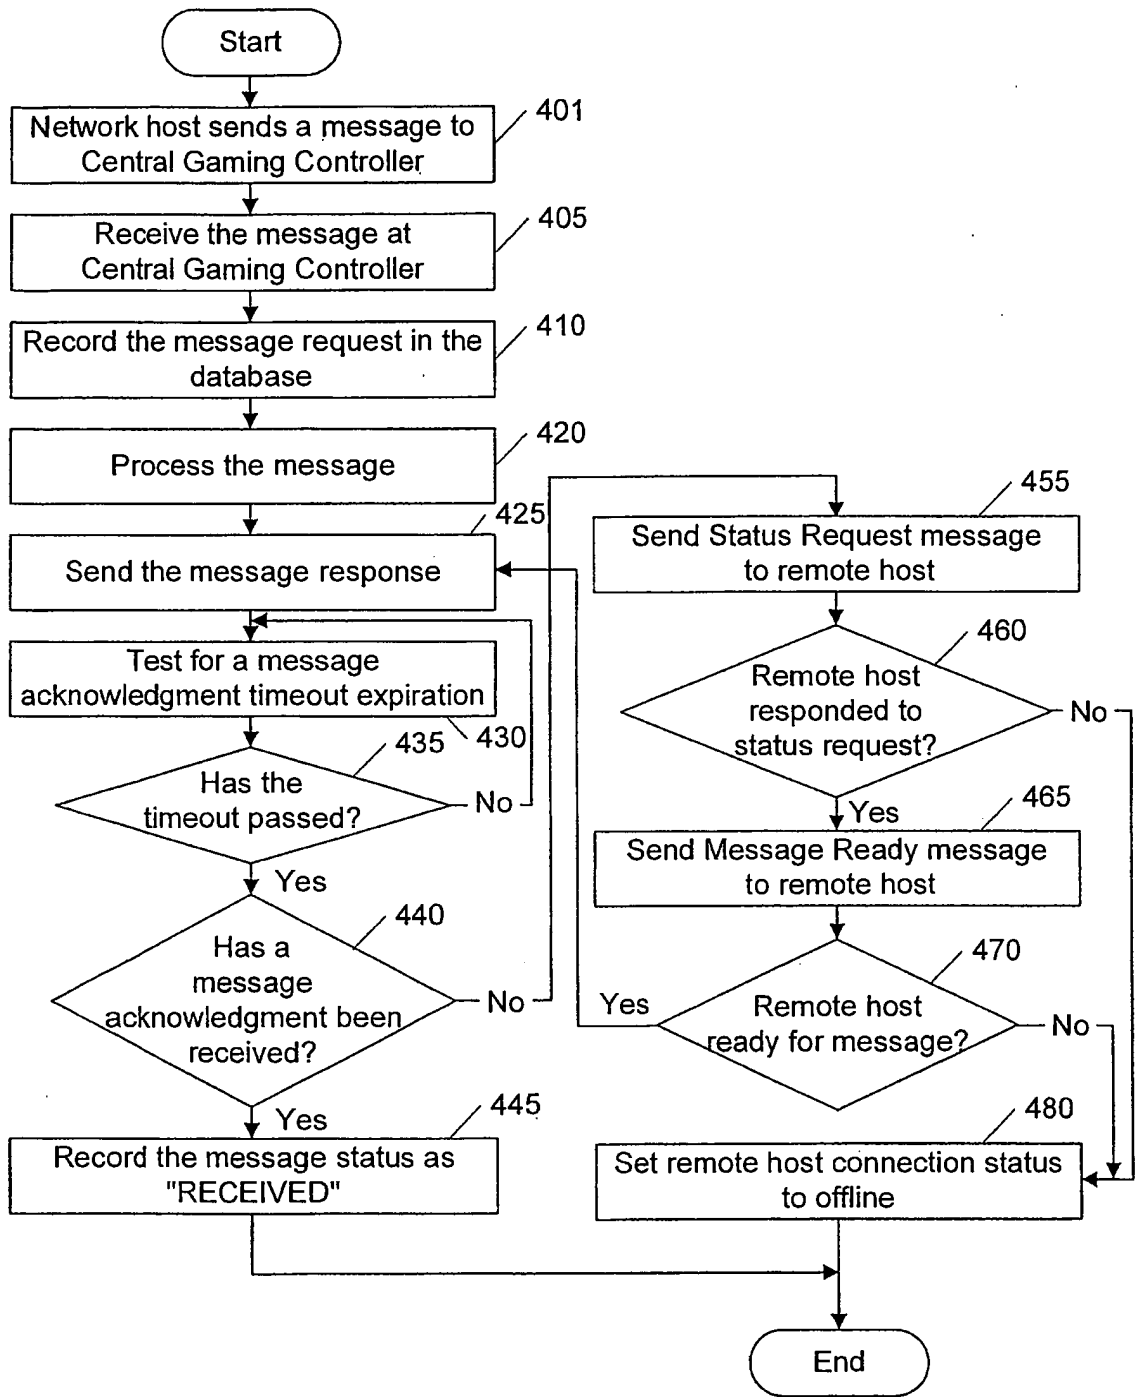 Start
Network host sends a message to
Central Gaming Controller
401
Receive the message at
Central Gaming Controller
405
Record the message request in the
database
410
Process the message
420
Send the message response
425
Test for a message
acknowledgment timeout expiration
430
Has the
timeout passed?
435
No
Yes
Has a
message
acknowledgment been
received?
440
No
Yes
Record the message status as
"RECEIVED"
445
Send Status Request message
to remote host
455
Remote host
responded to
status request?
460
No
Yes
Send Message Ready message
to remote host
465
Remote host
ready for message?
470
Yes
No
Set remote host connection status
to offline
480
End